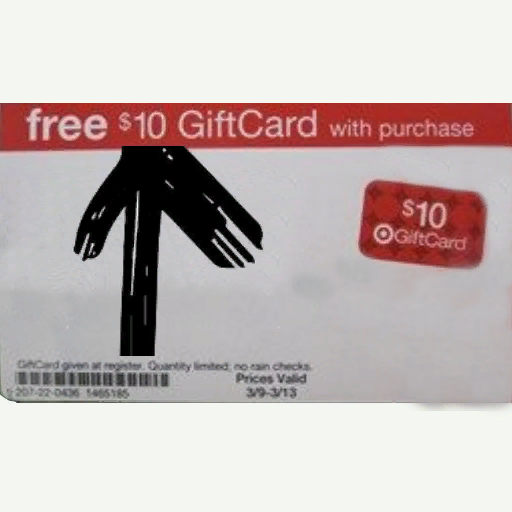 free $10 GiftCard with purchase
$10
GiftCard
GiftCard given at register. Quantity limited; no rain checks.
Prices Valid
207-22-0436 1465185
3/9-3/13